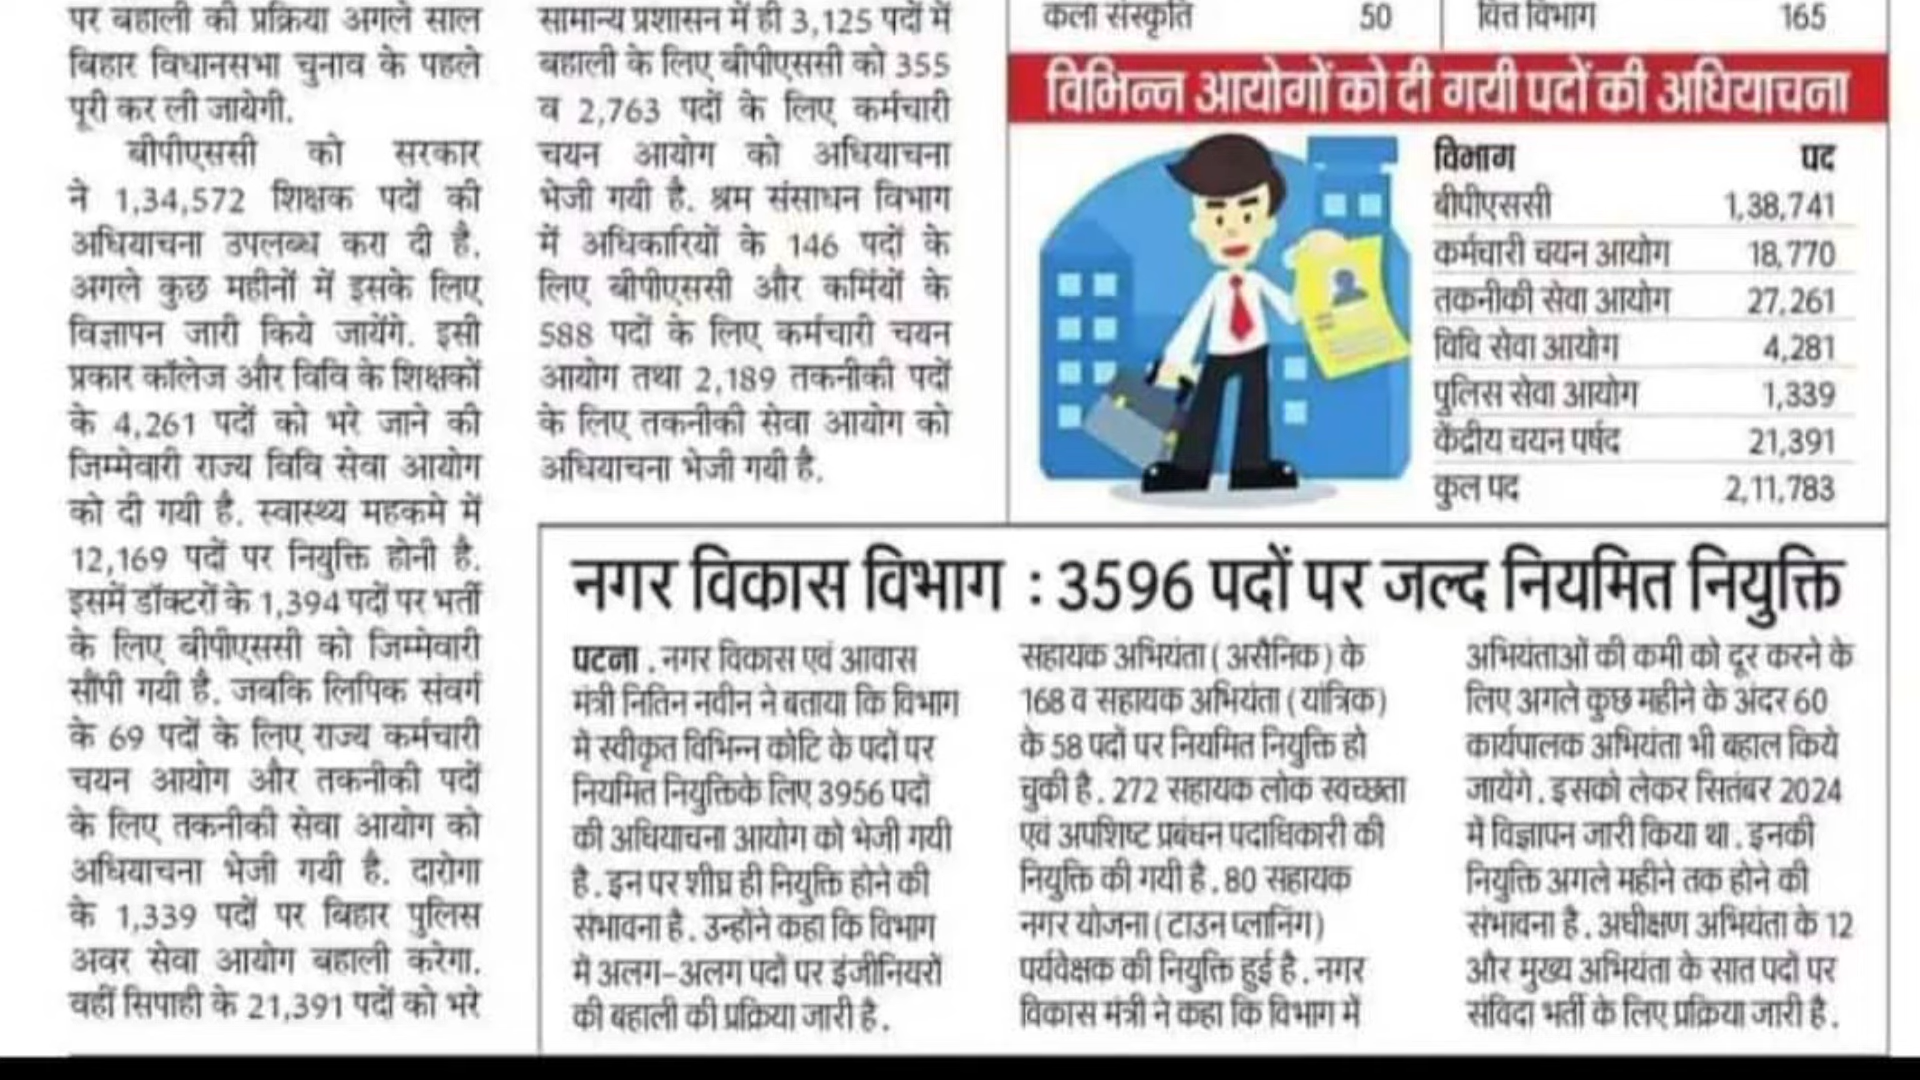 पर बहाली की प्रक्रिया अगले साल
बिहार विधानसभा चुनाव के पहले
पूरी कर ली जायेगी.
बीपीएससी को सरकार
ने 1,34,572 शिक्षक पदों की
अधियाचना उपलब्ध करा दी है.
अगले कुछ महीनों में इसके लिए
विज्ञापन जारी किये जायेंगे. इसी
प्रकार कॉलेज और विवि के शिक्षकों
के 4,261 पदों को भरे जाने की
जिम्मेवारी राज्य विवि सेवा आयोग
को दी गयी है. स्वास्थ्य महकमे में
12,169 पदों पर नियुक्ति होनी है.
इसमें डॉक्टरों के 1,394 पदों पर भर्ती
के लिए बीपीएससी को जिम्मेवारी
सौंपी गयी है. जबकि लिपिक संवर्ग
के 69 पदों के लिए राज्य कर्मचारी
चयन आयोग और तकनीकी पदों
के लिए तकनीकी सेवा आयोग को
अधियाचना भेजी गयी है. दारोगा
के 1,339 पदों पर बिहार पुलिस
अवर सेवा आयोग बहाली करेगा.
वहीं सिपाही के 21,391 पदों को भरे
सामान्य प्रशासन में ही 3,125 पदों में
बहाली के लिए बीपीएससी को 355
व 2,763 पदों के लिए कर्मचारी
चयन आयोग को अधियाचना
भेजी गयी है. श्रम संसाधन विभाग
में अधिकारियों के 146 पदों के
लिए बीपीएससी और कर्मियों के
588 पदों के लिए कर्मचारी चयन
आयोग तथा 2,189 तकनीकी पदों
के लिए तकनीकी सेवा आयोग को
अधियाचना भेजी गयी है.
कला संस्कृति 50 वित्त विभाग 165
विभिन्न आयोगों को दी गयी पदों की अधियाचना
विभाग पद
बीपीएससी 1,38,741
कर्मचारी चयन आयोग 18,770
तकनीकी सेवा आयोग 27,261
विवि सेवा आयोग 4,281
पुलिस सेवा आयोग 1,339
केंद्रीय चयन पर्षद 21,391
कुल पद 2,11,783
नगर विकास विभाग : 3596 पदों पर जल्द नियमित नियुक्ति
पटना. नगर विकास एवं आवास
मंत्री नितिन नवीन ने बताया कि विभाग
में स्वीकृत विभिन्न कोटि के पदों पर
नियमित नियुक्तिके लिए 3956 पदों
की अधियाचना आयोग को भेजी गयी
है. इन पर शीघ्र ही नियुक्ति होने की
संभावना है. उन्होंने कहा कि विभाग
में अलग-अलग पदों पर इंजीनियरों
की बहाली की प्रक्रिया जारी है.
सहायक अभियंता (असैनिक) के
168 व सहायक अभियंता (यांत्रिक)
के 58 पदों पर नियमित नियुक्ति हो
चुकी है. 272 सहायक लोक स्वच्छता
एवं अपशिष्ट प्रबंधन पदाधिकारी की
नियुक्ति की गयी है. 80 सहायक
नगर योजना (टाउन प्लानिंग)
पर्यवेक्षक की नियुक्ति हुई है. नगर
विकास मंत्री ने कहा कि विभाग में
अभियंताओं की कमी को दूर करने के
लिए अगले कुछ महीने के अंदर 60
कार्यपालक अभियंता भी बहाल किये
जायेंगे. इसको लेकर सितंबर 2024
में विज्ञापन जारी किया था. इनकी
नियुक्ति अगले महीने तक होने की
संभावना है. अधीक्षण अभियंता के 12
और मुख्य अभियंता के सात पदों पर
संविदा भर्ती के लिए प्रक्रिया जारी है.